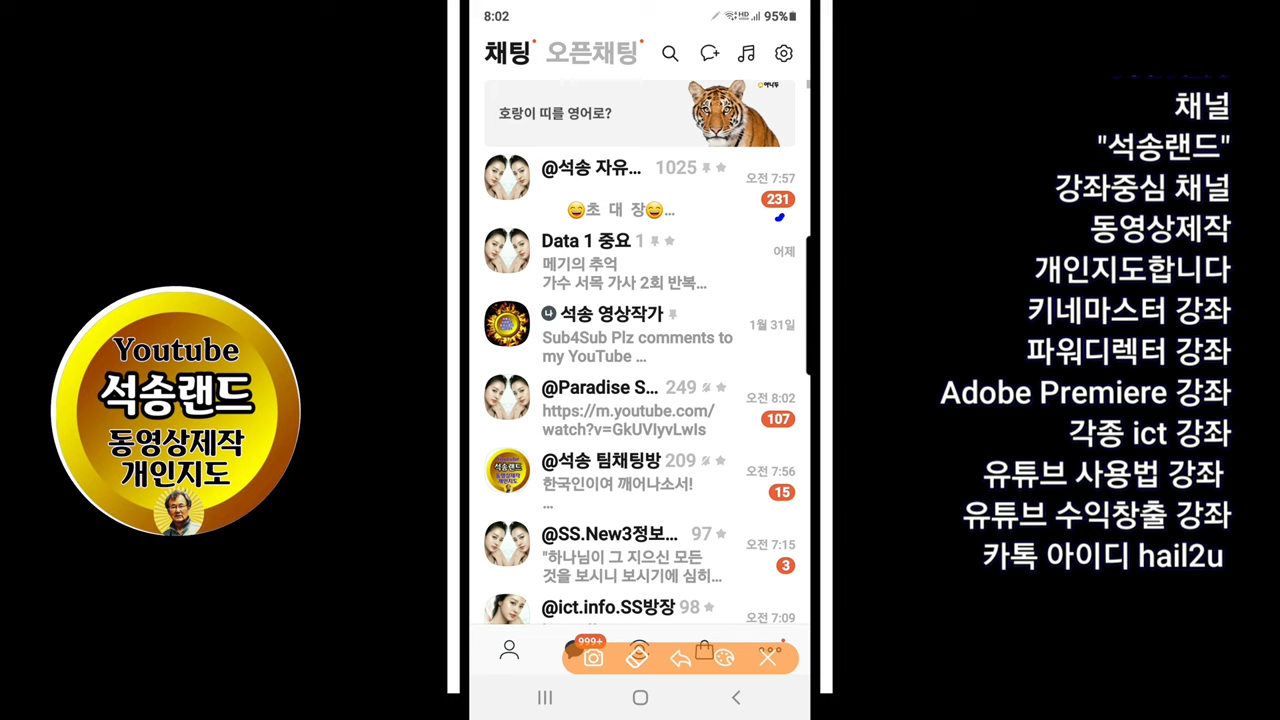 Youtube
석송랜드
동영상제작
개인지도
8:02
95%
채팅 오픈채팅
호랑이 띠를 영어로?
@석송 자유... 1025
오전 7:57
231
😄초 대 장😄...
Data 1 중요 1
어제
메기의 추억
가수 서목 가사 2회 반복...
나 석송 영상작가
1월 31일
Sub4Sub Plz comments to
my YouTube ...
@Paradise S... 249
오전 8:02
107
https://m.youtube.com/
watch?v=GkUVIyvLwIs
@석송 팀채팅방 209
오전 7:56
15
한국인이여 깨어나소서!
...
@SS.New3정보... 97
오전 7:15
3
"하나님이 그 지으신 모든
것을 보시니 보시기에 심히...
@ict.info.SS방장 98
오전 7:09
999+
채널
"석송랜드"
강좌중심 채널
동영상제작
개인지도합니다
키네마스터 강좌
파워디렉터 강좌
Adobe Premiere 강좌
각종 ict 강좌
유튜브 사용법 강좌
유튜브 수익창출 강좌
카톡 아이디 hail2u